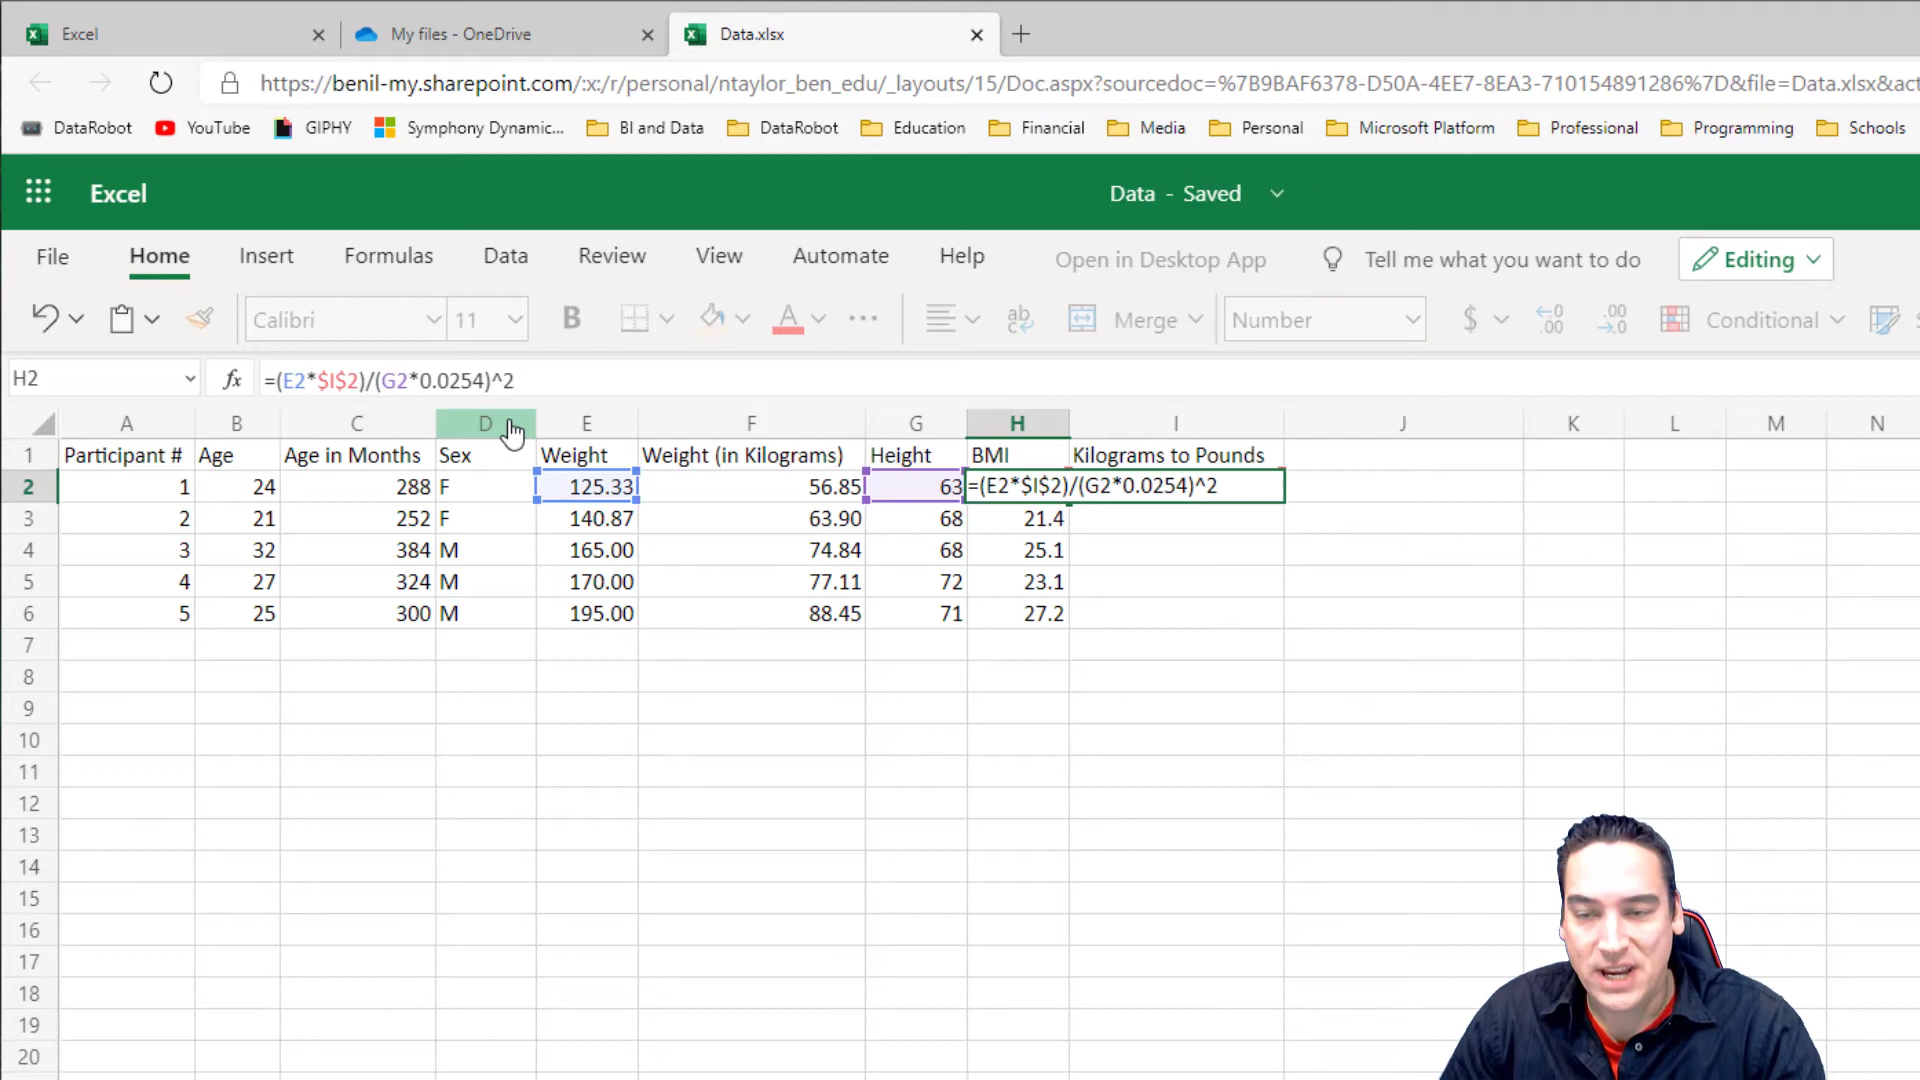 Excel
My files - OneDrive
Data.xlsx
https://benil-my.sharepoint.com/:x:/r/personal/ntaylor_ben_edu/_layouts/15/Doc.aspx?sourcedoc=%7B9BAF6378-D50A-4EE7-8EA3-710154891286%7D&file=Data.xlsx&act
DataRobot YouTube GIPHY Symphony Dynamic... BI and Data DataRobot Education Financial Media Personal Microsoft Platform Professional Programming Schools
Excel Data - Saved
File Home Insert Formulas Data Review View Automate Help Open in Desktop App Tell me what you want to do Editing
Calibri 11 B A ... ab Merge Number $ .00 .00 Conditional
H2 fx =(E2*$I$2)/(G2*0.0254)^2
A B C D E F G H I J K L M N
1 Participant # Age Age in Months Sex Weight Weight (in Kilograms) Height BMI Kilograms to Pounds
2 1 24 288 F 125.33 56.85 63 =(E2*$I$2)/(G2*0.0254)^2
3 2 21 252 F 140.87 63.90 68 21.4
4 3 32 384 M 165.00 74.84 68 25.1
5 4 27 324 M 170.00 77.11 72 23.1
6 5 25 300 M 195.00 88.45 71 27.2
7
8
9
10
11
12
13
14
15
16
17
18
19
20